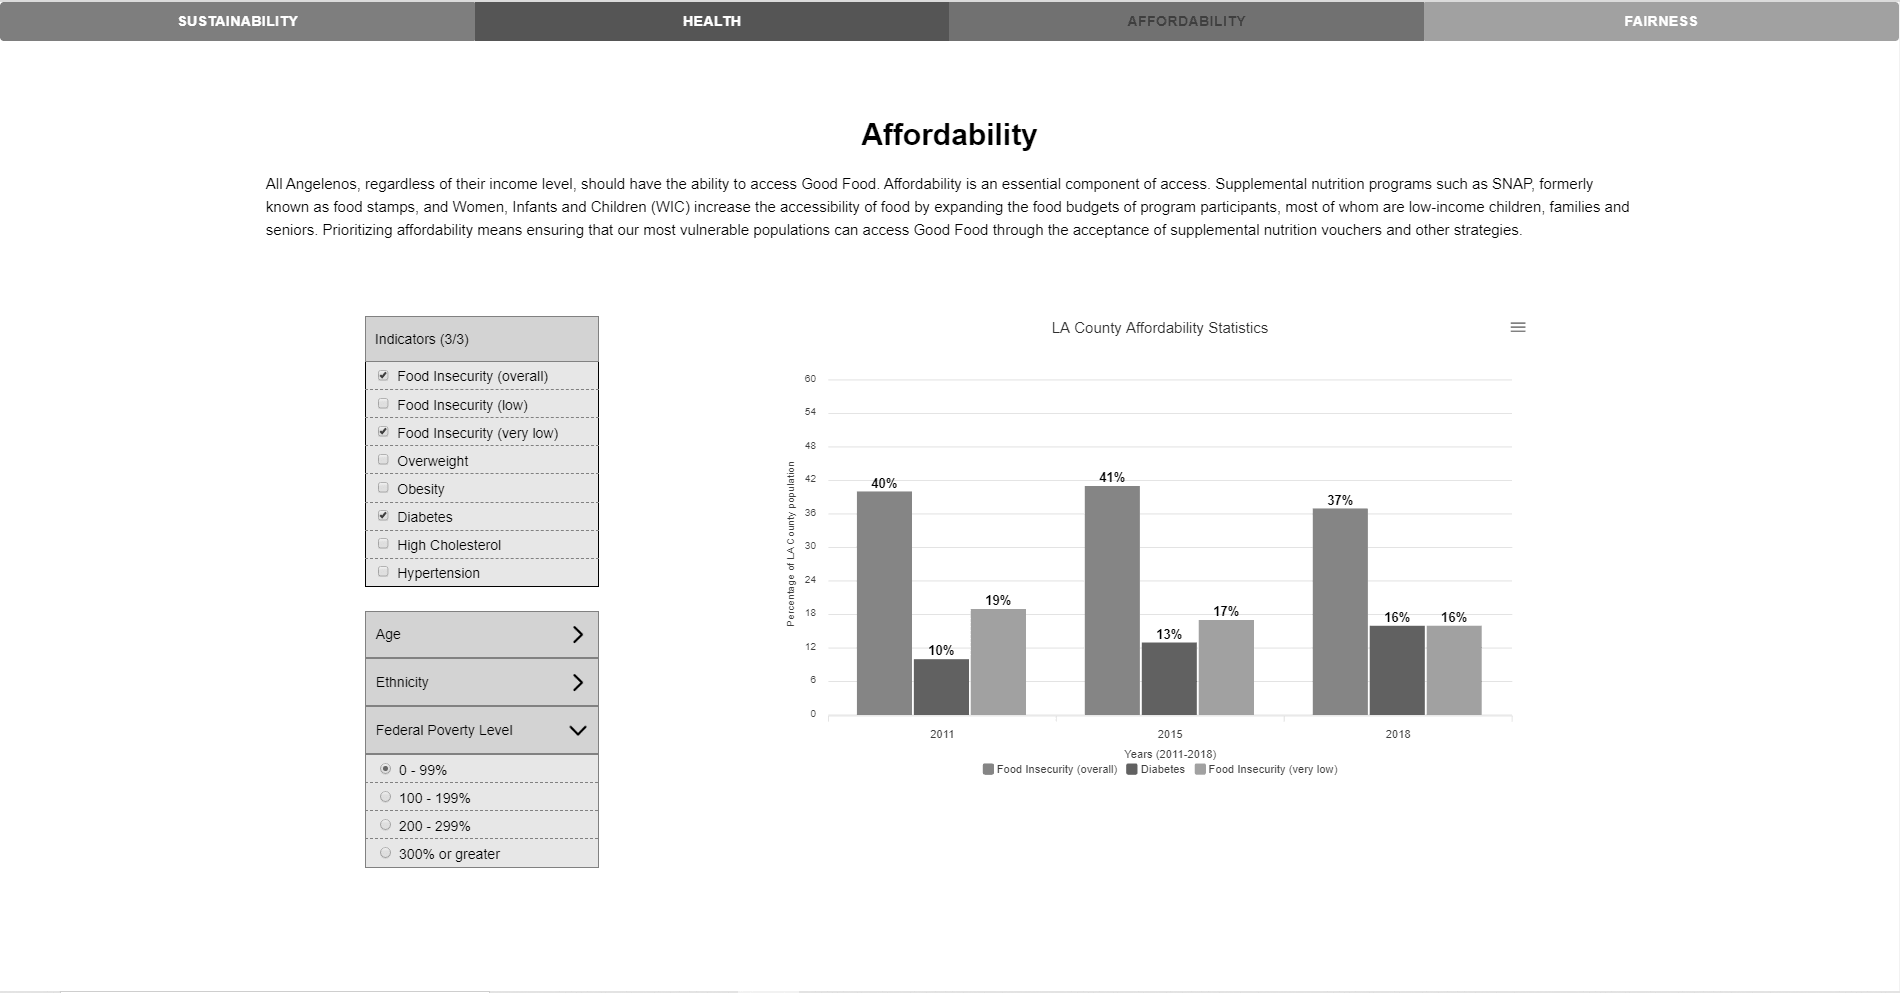 SUSTAINABILITY HEALTH AFFORDABILITY FAIRNESS
Affordability
All Angelenos, regardless of their income level, should have the ability to access Good Food. Affordability is an essential component of access. Supplemental nutrition programs such as SNAP, formerly
known as food stamps, and Women, Infants and Children (WIC) increase the accessibility of food by expanding the food budgets of program participants, most of whom are low-income children, families and
seniors. Prioritizing affordability means ensuring that our most vulnerable populations can access Good Food through the acceptance of supplemental nutrition vouchers and other strategies.
Indicators (3/3)
Food Insecurity (overall)
Food Insecurity (low)
Food Insecurity (very low)
Overweight
Obesity
Diabetes
High Cholesterol
Hypertension
Age
Ethnicity
Federal Poverty Level
0 - 99%
100 - 199%
200 - 299%
300% or greater
LA County Affordability Statistics
Percentage of LA County population
60
54
48
42
36
30
24
18
12
6
0
40% 10% 19%
41% 13% 17%
37% 16% 16%
2011 2015 2018
Years (2011-2018)
Food Insecurity (overall) Diabetes Food Insecurity (very low)